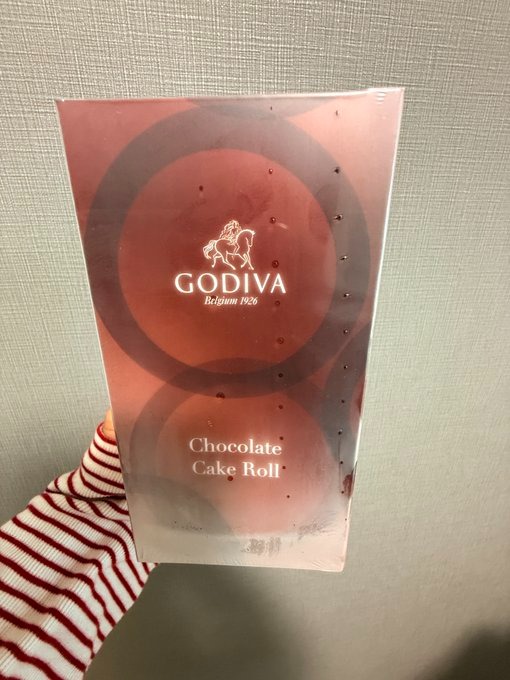 GODIVA
Belgium 1926
Chocolate
Cake Roll